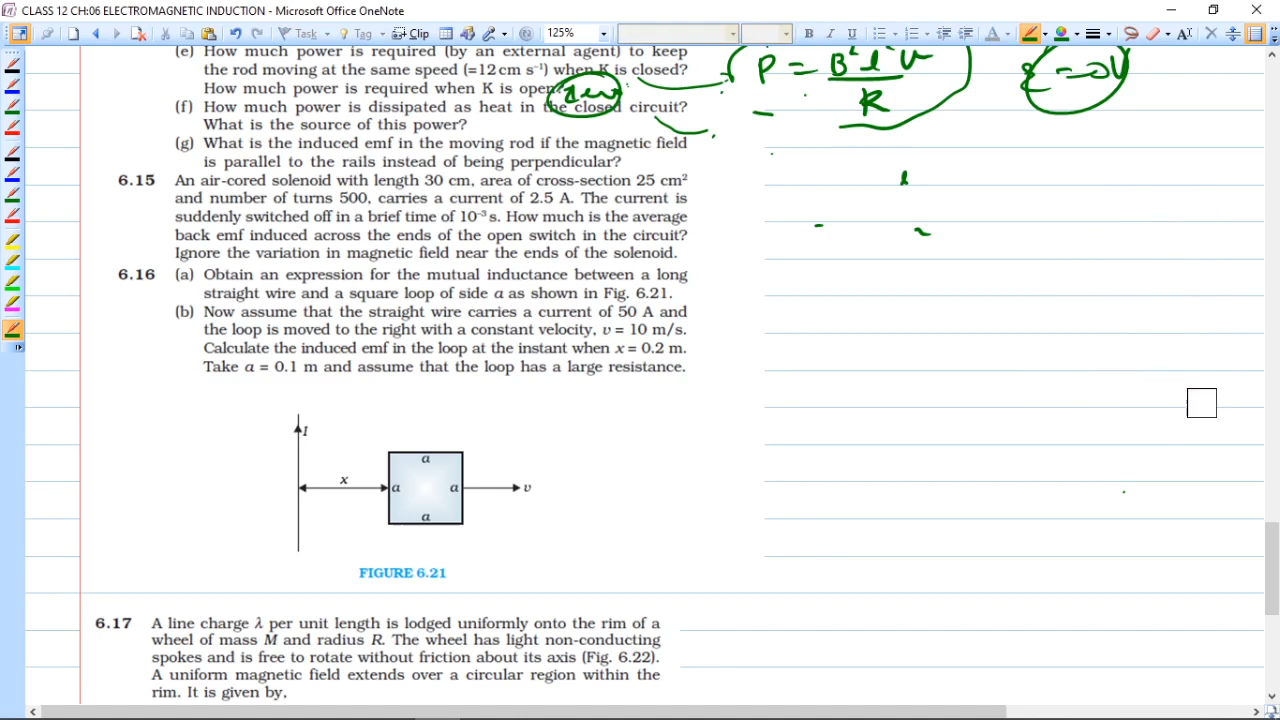 CLASS 12 CH:06 ELECTROMAGNETIC INDUCTION - Microsoft Office OneNote
Task Tag Clip 125% B I U
(e) How much power is required (by an external agent) to keep
the rod moving at the same speed (=12 cm s⁻¹) when K is closed?
How much power is required when K is open?
zero
(f) How much power is dissipated as heat in the closed circuit?
What is the source of this power?
(g) What is the induced emf in the moving rod if the magnetic field
is parallel to the rails instead of being perpendicular?
P = B² l² v / R
ε = 0V
6.15 An air-cored solenoid with length 30 cm, area of cross-section 25 cm²
and number of turns 500, carries a current of 2.5 A. The current is
suddenly switched off in a brief time of 10⁻³ s. How much is the average
back emf induced across the ends of the open switch in the circuit?
Ignore the variation in magnetic field near the ends of the solenoid.
6.16 (a) Obtain an expression for the mutual inductance between a long
straight wire and a square loop of side a as shown in Fig. 6.21.
(b) Now assume that the straight wire carries a current of 50 A and
the loop is moved to the right with a constant velocity, v = 10 m/s.
Calculate the induced emf in the loop at the instant when x = 0.2 m.
Take a = 0.1 m and assume that the loop has a large resistance.
I
a
x
a a v
a
FIGURE 6.21
6.17 A line charge λ per unit length is lodged uniformly onto the rim of a
wheel of mass M and radius R. The wheel has light non-conducting
spokes and is free to rotate without friction about its axis (Fig. 6.22).
A uniform magnetic field extends over a circular region within the
rim. It is given by,